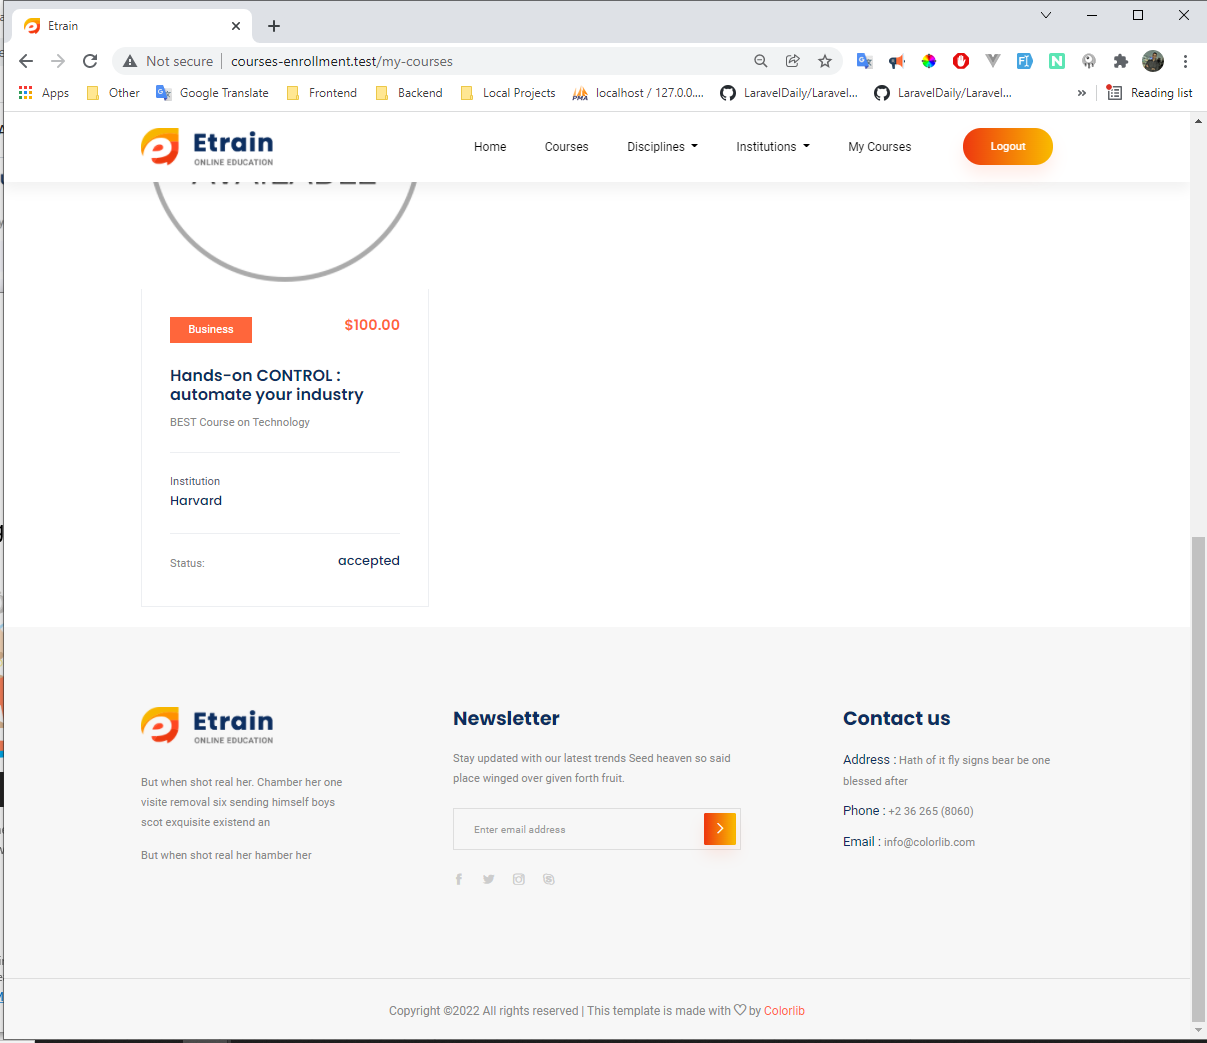 Etrain
Not secure
courses-enrollment.test/my-courses
Apps
Other
Google Translate
Frontend
Backend
Local Projects
localhost / 127.0.0....
LaravelDaily/Laravel...
LaravelDaily/Laravel...
»
Reading list
Etrain
ONLINE EDUCATION
Home
Courses
Disciplines
Institutions
My Courses
Logout
Business
$100.00
Hands-on CONTROL :
automate your industry
BEST Course on Technology
Institution
Harvard
Status:
accepted
Etrain
ONLINE EDUCATION
But when shot real her. Chamber her one
visite removal six sending himself boys
scot exquisite existend an
But when shot real her hamber her
Newsletter
Stay updated with our latest trends Seed heaven so said
place winged over given forth fruit.
Enter email address
Contact us
Address : Hath of it fly signs bear be one
blessed after
Phone : +2 36 265 (8060)
Email : info@colorlib.com
Copyright ©2022 All rights reserved | This template is made with ♡ by Colorlib